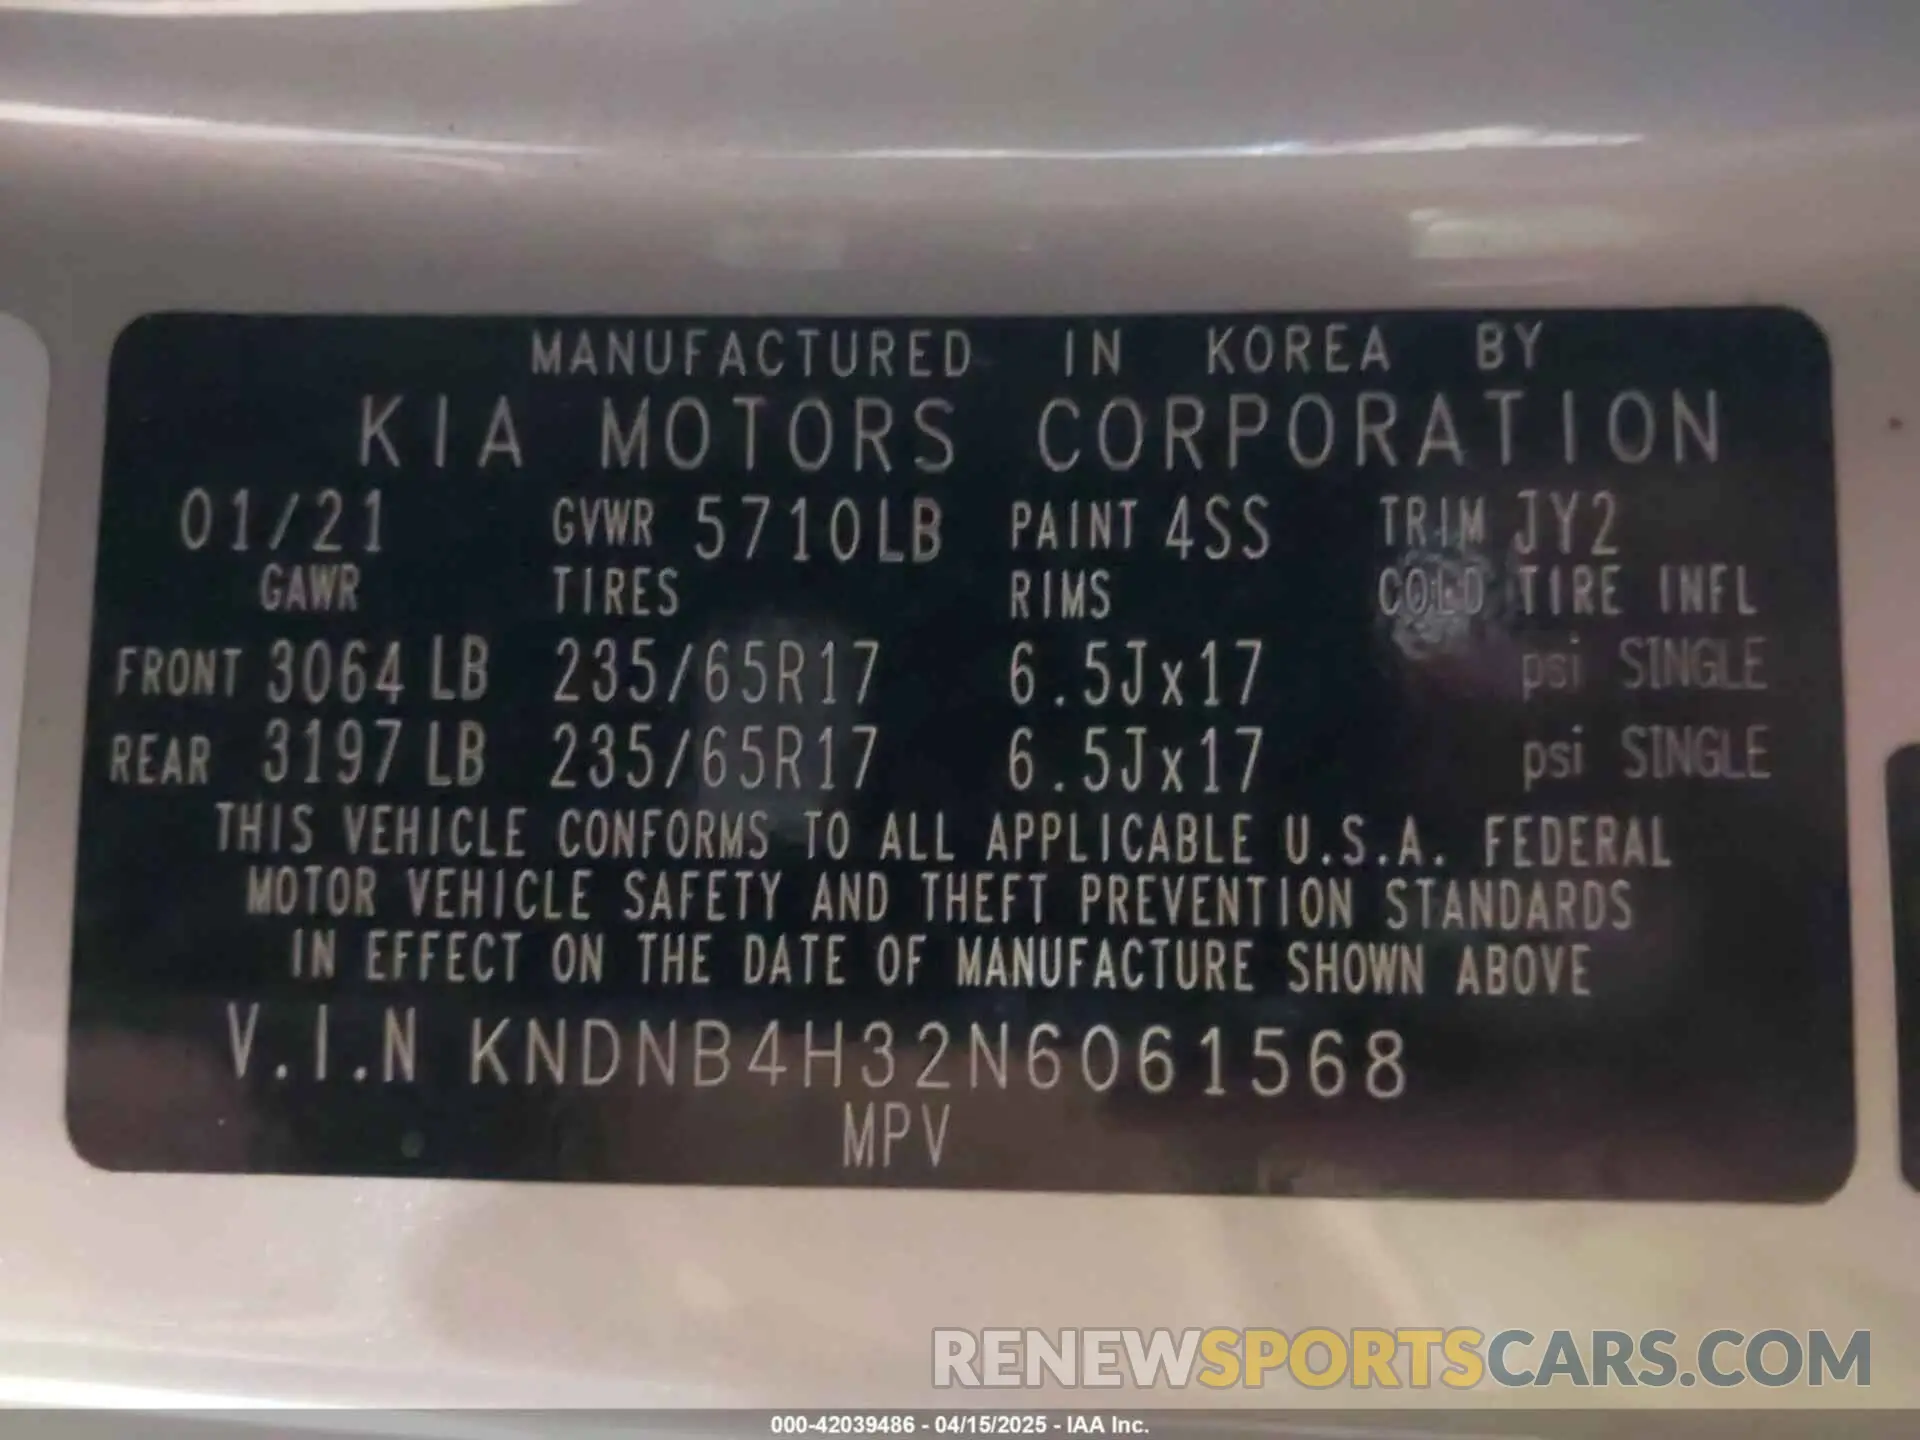 MANUFACTURED IN KOREA BY
KIA MOTORS CORPORATION
01/21 GVWR 5710LB PAINT 4SS TRIM JY2
GAWR TIRES RIMS COLD TIRE INFL
FRONT 3064 LB 235/65R17 6.5Jx17 psi SINGLE
REAR 3197 LB 235/65R17 6.5Jx17 psi SINGLE
THIS VEHICLE CONFORMS TO ALL APPLICABLE U.S.A. FEDERAL
MOTOR VEHICLE SAFETY AND THEFT PREVENTION STANDARDS
IN EFFECT ON THE DATE OF MANUFACTURE SHOWN ABOVE
V.I.N KNDNB4H32N6061568
MPV
RENEWSPORTSCARS.COM
000-42039486 - 04/15/2025 - IAA Inc.